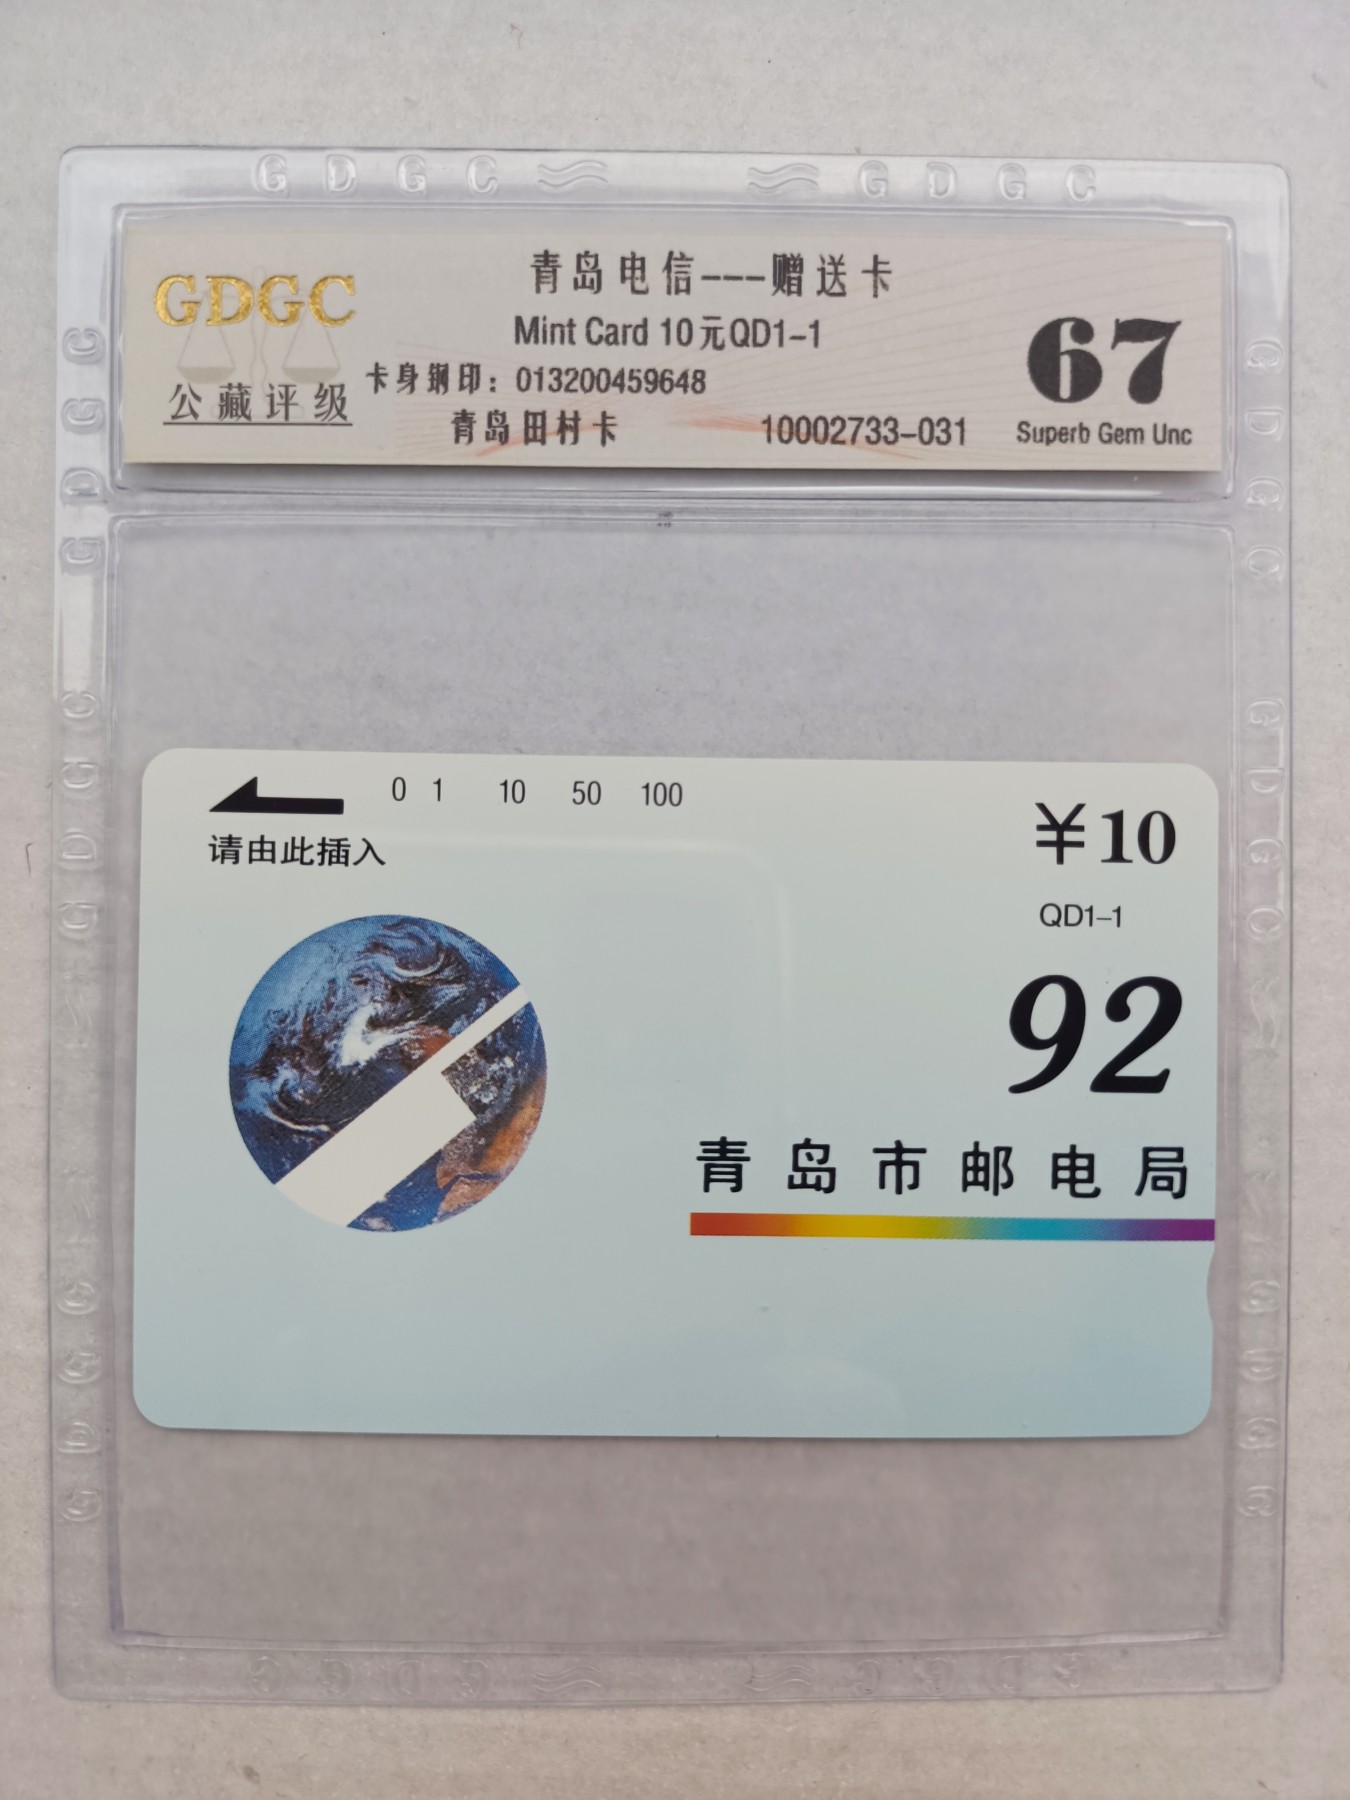 GDGC GDGC
GDGC
公藏评级
青岛电信---赠送卡
Mint Card 10元QD1-1
卡身钢印：013200459648
青岛田村卡 10002733-031
67
Superb Gem Unc
0 1 10 50 100
请由此插入
¥10
QD1-1
92
青岛市邮电局